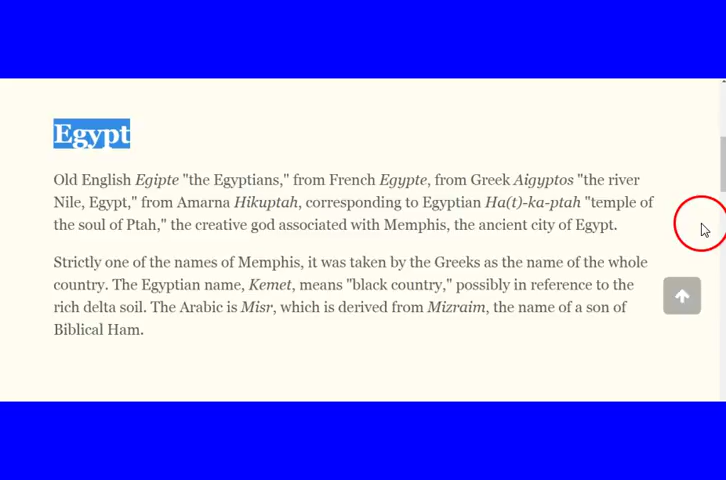 Egypt
Old English Egipte "the Egyptians," from French Egypte, from Greek Aigyptos "the river
Nile, Egypt," from Amarna Hikuptah, corresponding to Egyptian Ha(t)-ka-ptah "temple of
the soul of Ptah," the creative god associated with Memphis, the ancient city of Egypt.
Strictly one of the names of Memphis, it was taken by the Greeks as the name of the whole
country. The Egyptian name, Kemet, means "black country," possibly in reference to the
rich delta soil. The Arabic is Misr, which is derived from Mizraim, the name of a son of
Biblical Ham.